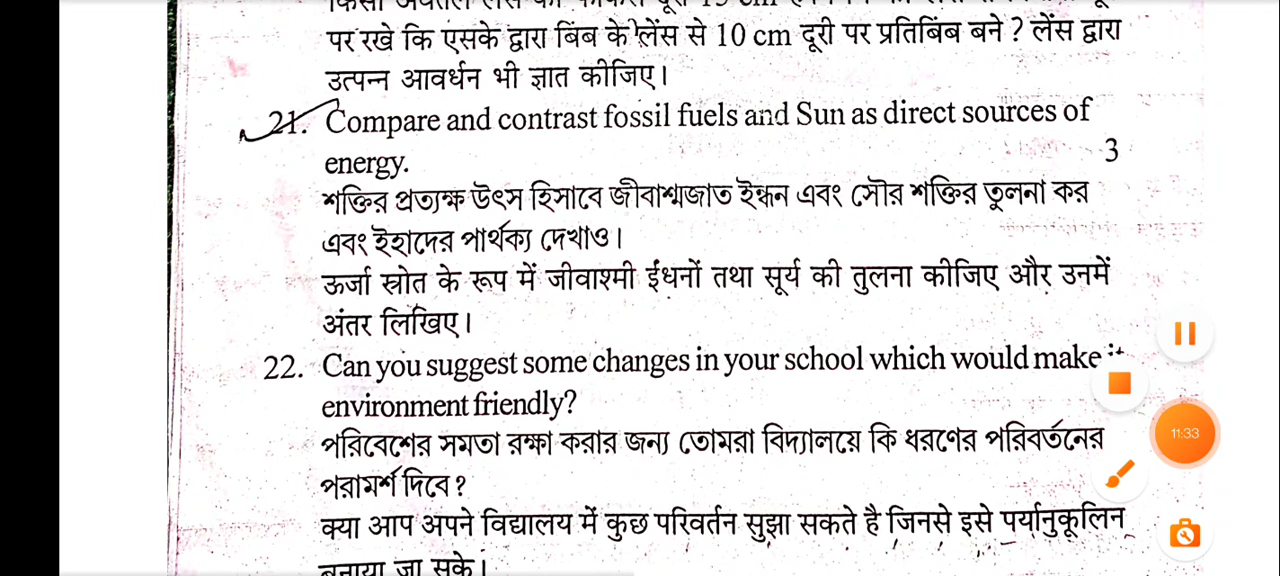 पर रखे कि एसके द्वारा बिंब के लेंस से 10 cm दूरी पर प्रतिबिंब बने ? लेंस द्वारा
उत्पन्न आवर्धन भी ज्ञात कीजिए।
21. Compare and contrast fossil fuels and Sun as direct sources of
energy. 3
শক্তির প্রত্যক্ষ উৎস হিসাবে জীবাশ্মজাত ইন্ধন এবং সৌর শক্তির তুলনা কর
এবং ইহাদের পার্থক্য দেখাও।
ऊर्जा स्रोत के रूप में जीवाश्मी ईंधनों तथा सूर्य की तुलना कीजिए और उनमें
अंतर लिखिए।
22. Can you suggest some changes in your school which would make
environment friendly?
পরিবেশের সমতা রক্ষা করার জন্য তোমরা বিদ্যালয়ে কি ধরণের পরিবর্তনের
পরামর্শ দিবে ?
क्या आप अपने विद्यालय में कुछ परिवर्तन सुझा सकते है जिनसे इसे पर्यानुकूलिन
बनाया जा सके।
11:33